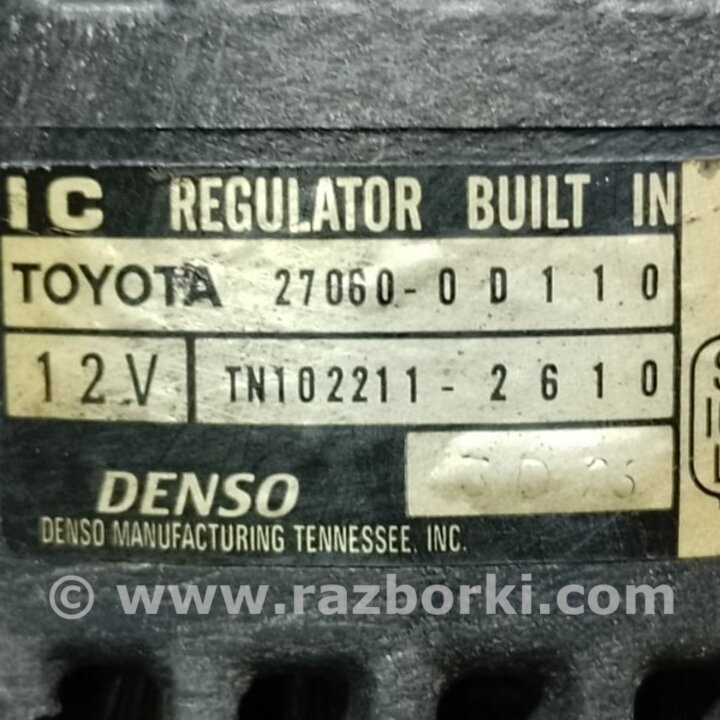 IC REGULATOR BUILT IN
TOYOTA 27060-0D110
12V TN102211-2610
DENSO
DENSO MANUFACTURING TENNESSEE, INC.
© www.razborki.com